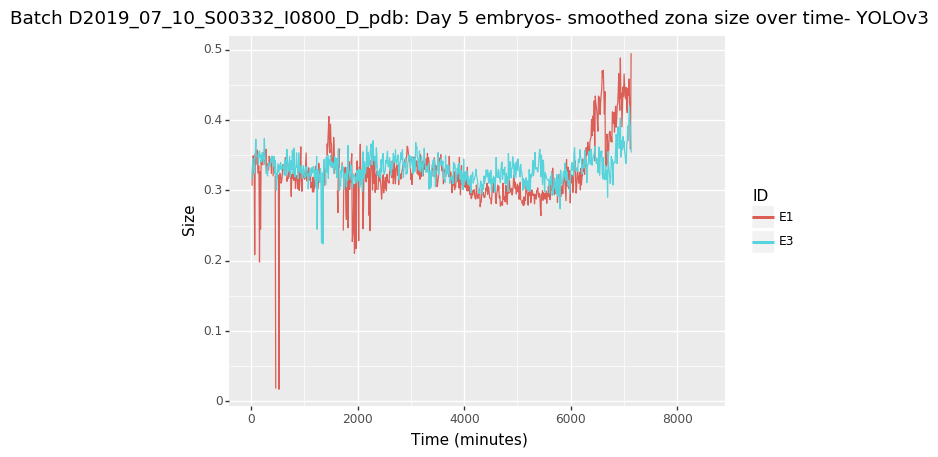 Batch D2019_07_10_S00332_I0800_D_pdb: Day 5 embryos- smoothed zona size over time- YOLOv3
0.5
0.4
0.3
0.2
0.1
0
Size
0 2000 4000 6000 8000
Time (minutes)
ID
E1
E3